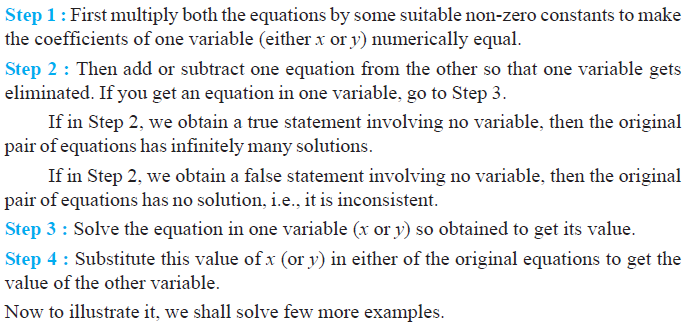 Step 1 : First multiply both the equations by some suitable non-zero constants to make
the coefficients of one variable (either x or y) numerically equal.
Step 2 : Then add or subtract one equation from the other so that one variable gets
eliminated. If you get an equation in one variable, go to Step 3.
If in Step 2, we obtain a true statement involving no variable, then the original
pair of equations has infinitely many solutions.
If in Step 2, we obtain a false statement involving no variable, then the original
pair of equations has no solution, i.e., it is inconsistent.
Step 3 : Solve the equation in one variable (x or y) so obtained to get its value.
Step 4 : Substitute this value of x (or y) in either of the original equations to get the
value of the other variable.
Now to illustrate it, we shall solve few more examples.